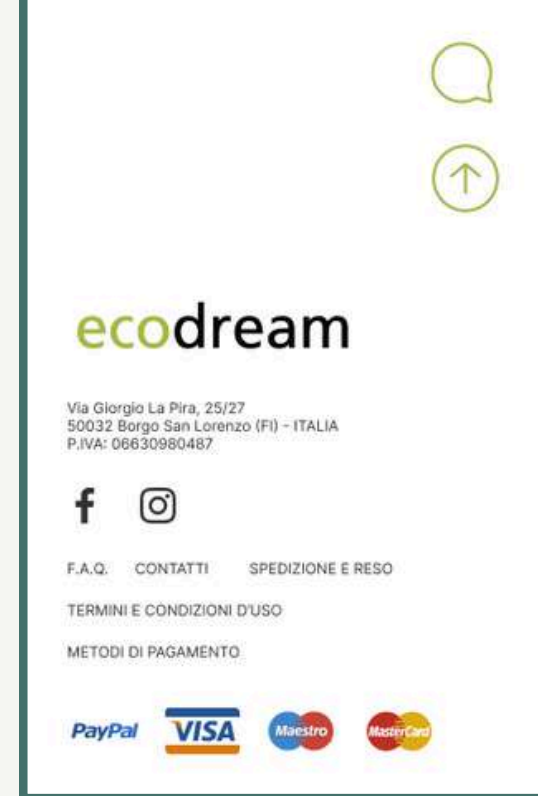 ecodream
Via Giorgio La Pira, 25/27
50032 Borgo San Lorenzo (FI) - ITALIA
P.IVA: 06630980487
F.A.Q. CONTATTI SPEDIZIONE E RESO
TERMINI E CONDIZIONI D'USO
METODI DI PAGAMENTO
PayPal VISA Maestro MasterCard